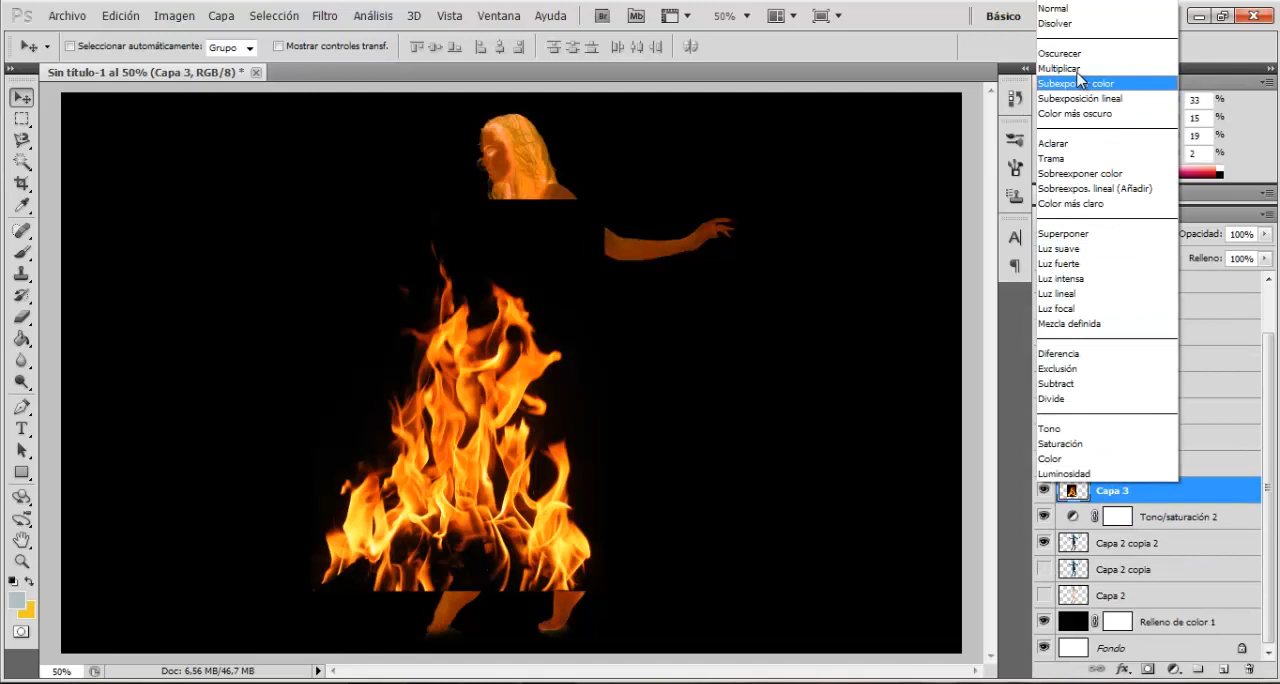 Ps Archivo Edición Imagen Capa Selección Filtro Análisis 3D Vista Ventana Ayuda Br Mb 50% Básico
Seleccionar automáticamente: Grupo Mostrar controles transf.
Sin título-1 al 50% (Capa 3, RGB/8) *
Normal
Disolver
Oscurecer
Multiplicar
Subexponer color
Subexposición lineal
Color más oscuro
Aclarar
Trama
Sobreexponer color
Sobreexpos. lineal (Añadir)
Color más claro
Superponer
Luz suave
Luz fuerte
Luz intensa
Luz lineal
Luz focal
Mezcla definida
Diferencia
Exclusión
Subtract
Divide
Tono
Saturación
Color
Luminosidad
33 %
15 %
19 %
2 %
Opacidad: 100%
Relleno: 100%
Capa 3
Tono/saturación 2
Capa 2 copia 2
Capa 2 copia
Capa 2
Relleno de color 1
Fondo
50% Doc: 6,56 MB/46,7 MB